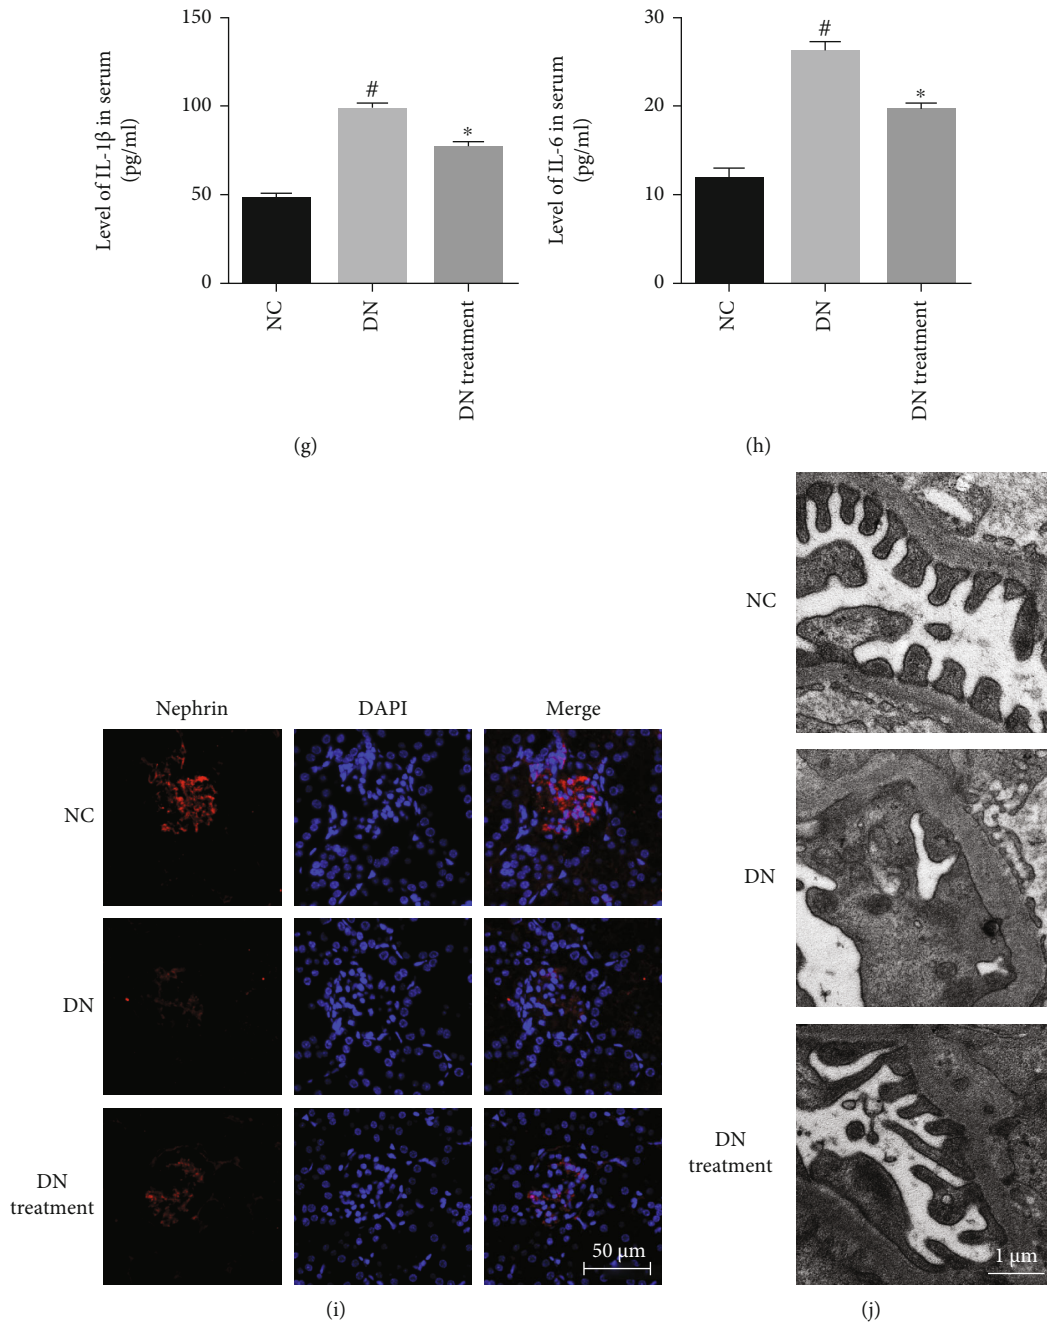 Level of IL-1β in serum
(pg/ml)
150
100
50
0
#
*
NC
DN
DN treatment
(g)
Level of IL-6 in serum
(pg/ml)
30
20
10
0
#
*
NC
DN
DN treatment
(h)
Nephrin
DAPI
Merge
NC
DN
DN
treatment
50 μm
(i)
NC
DN
DN
treatment
1 μm
(j)